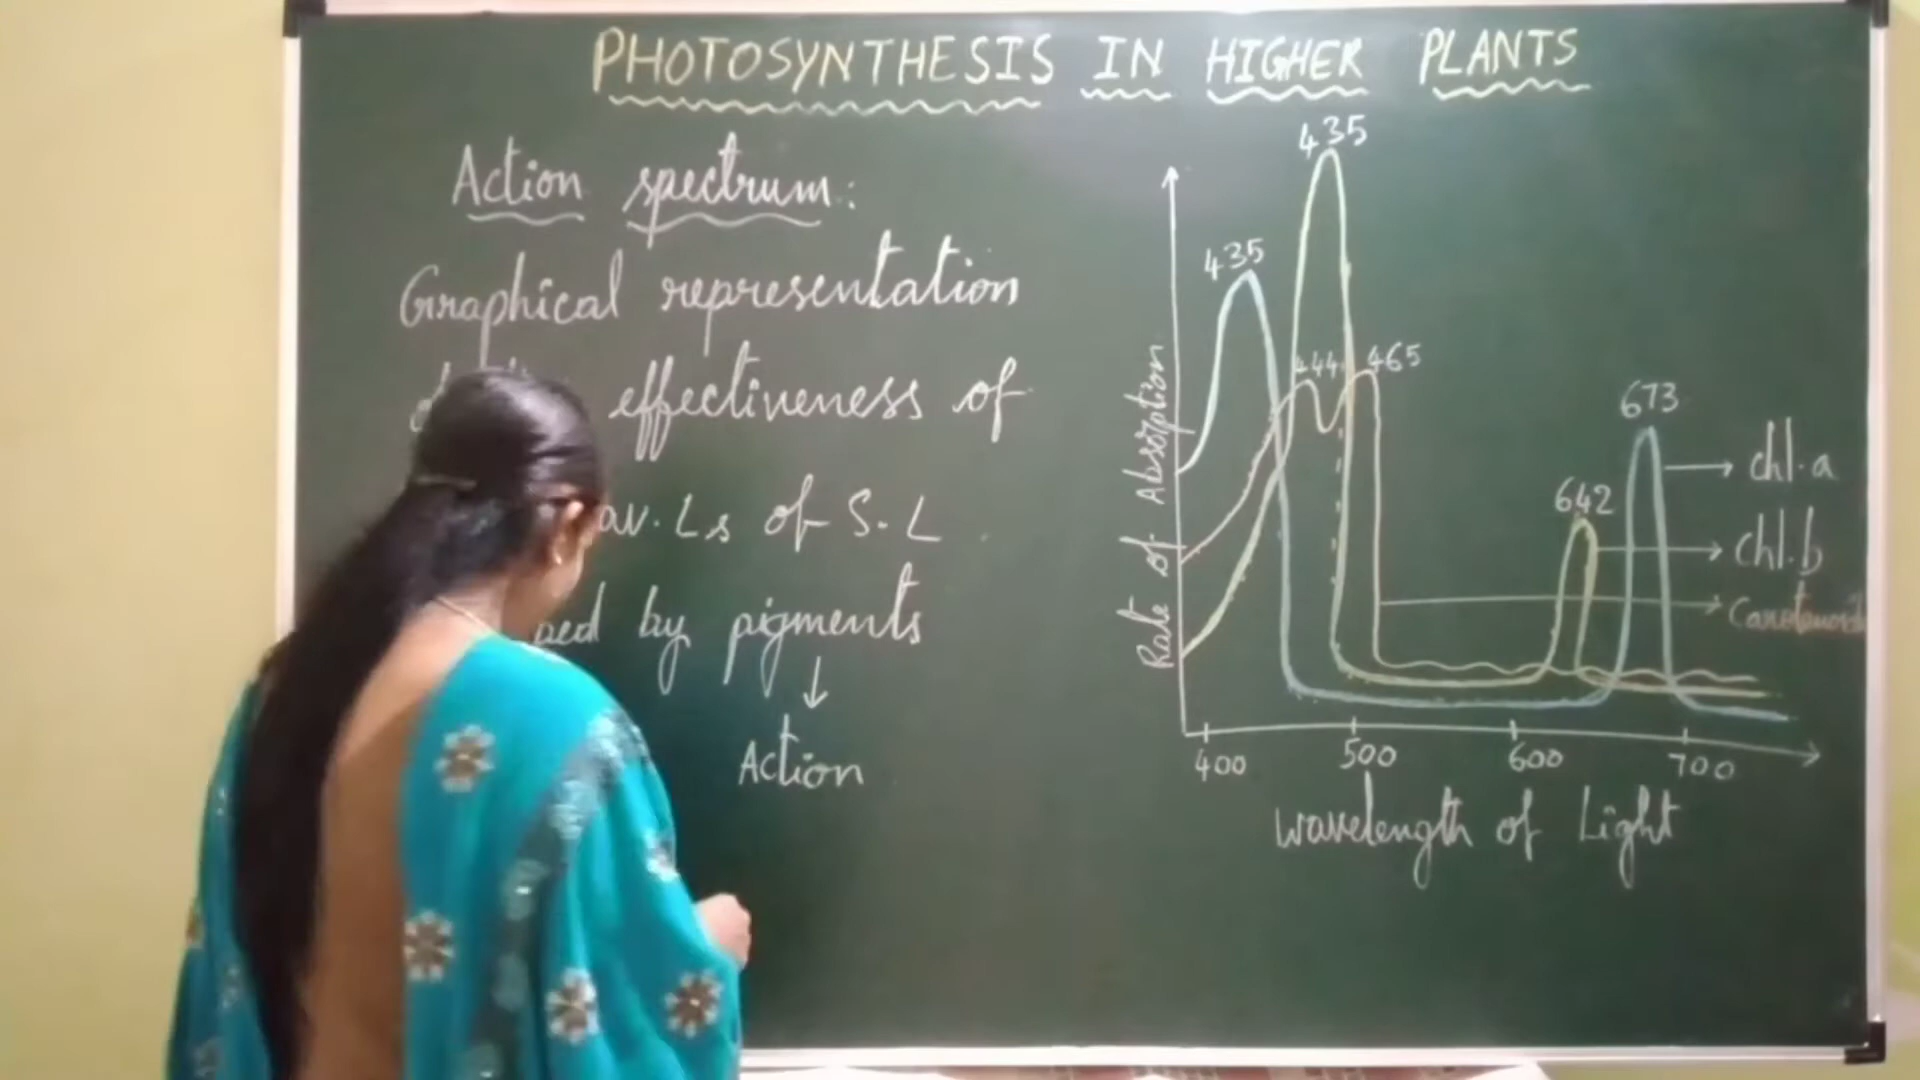 PHOTOSYNTHESIS IN HIGHER PLANTS
Action spectrum:
Graphical representation
effectiveness of
av. Ls of S.L
by pigments
↓
Action
435
435
444
465
642
673
chl.a
chl.b
Rate of Absorption
400 500 600 700
wavelength of Light